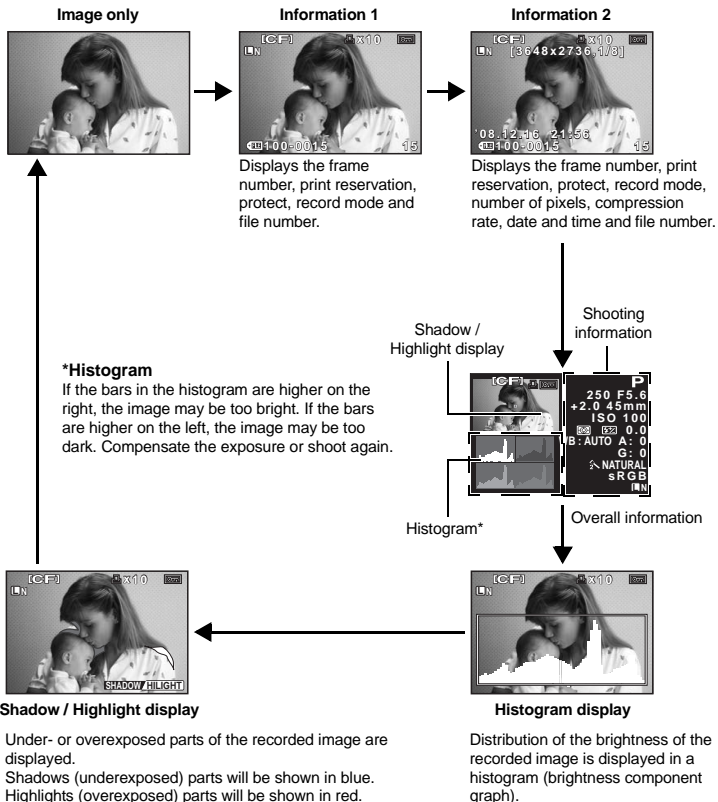 Image only
Information 1
Information 2
[CF] x10
LN
[CF] x10
LN [3648x2736,1/8]
100-0015 15
'08.12.16 21:56
100-0015 15
Displays the frame
number, print reservation,
protect, record mode and
file number.
Displays the frame number, print
reservation, protect, record mode,
number of pixels, compression
rate, date and time and file number.
Shadow /
Highlight display
Shooting
information
*Histogram
If the bars in the histogram are higher on the
right, the image may be too bright. If the bars
are higher on the left, the image may be too
dark. Compensate the exposure or shoot again.
[CF]
P
250 F5.6
+2.0 45mm
ISO 100
0.0
WB:AUTO A: 0
G: 0
NATURAL
sRGB
LN
Histogram*
Overall information
[CF] x10
LN
SHADOW/HILIGHT
[CF] x10
LN
Shadow / Highlight display
Under- or overexposed parts of the recorded image are
displayed.
Shadows (underexposed) parts will be shown in blue.
Highlights (overexposed) parts will be shown in red.
Histogram display
Distribution of the brightness of the
recorded image is displayed in a
histogram (brightness component
graph).